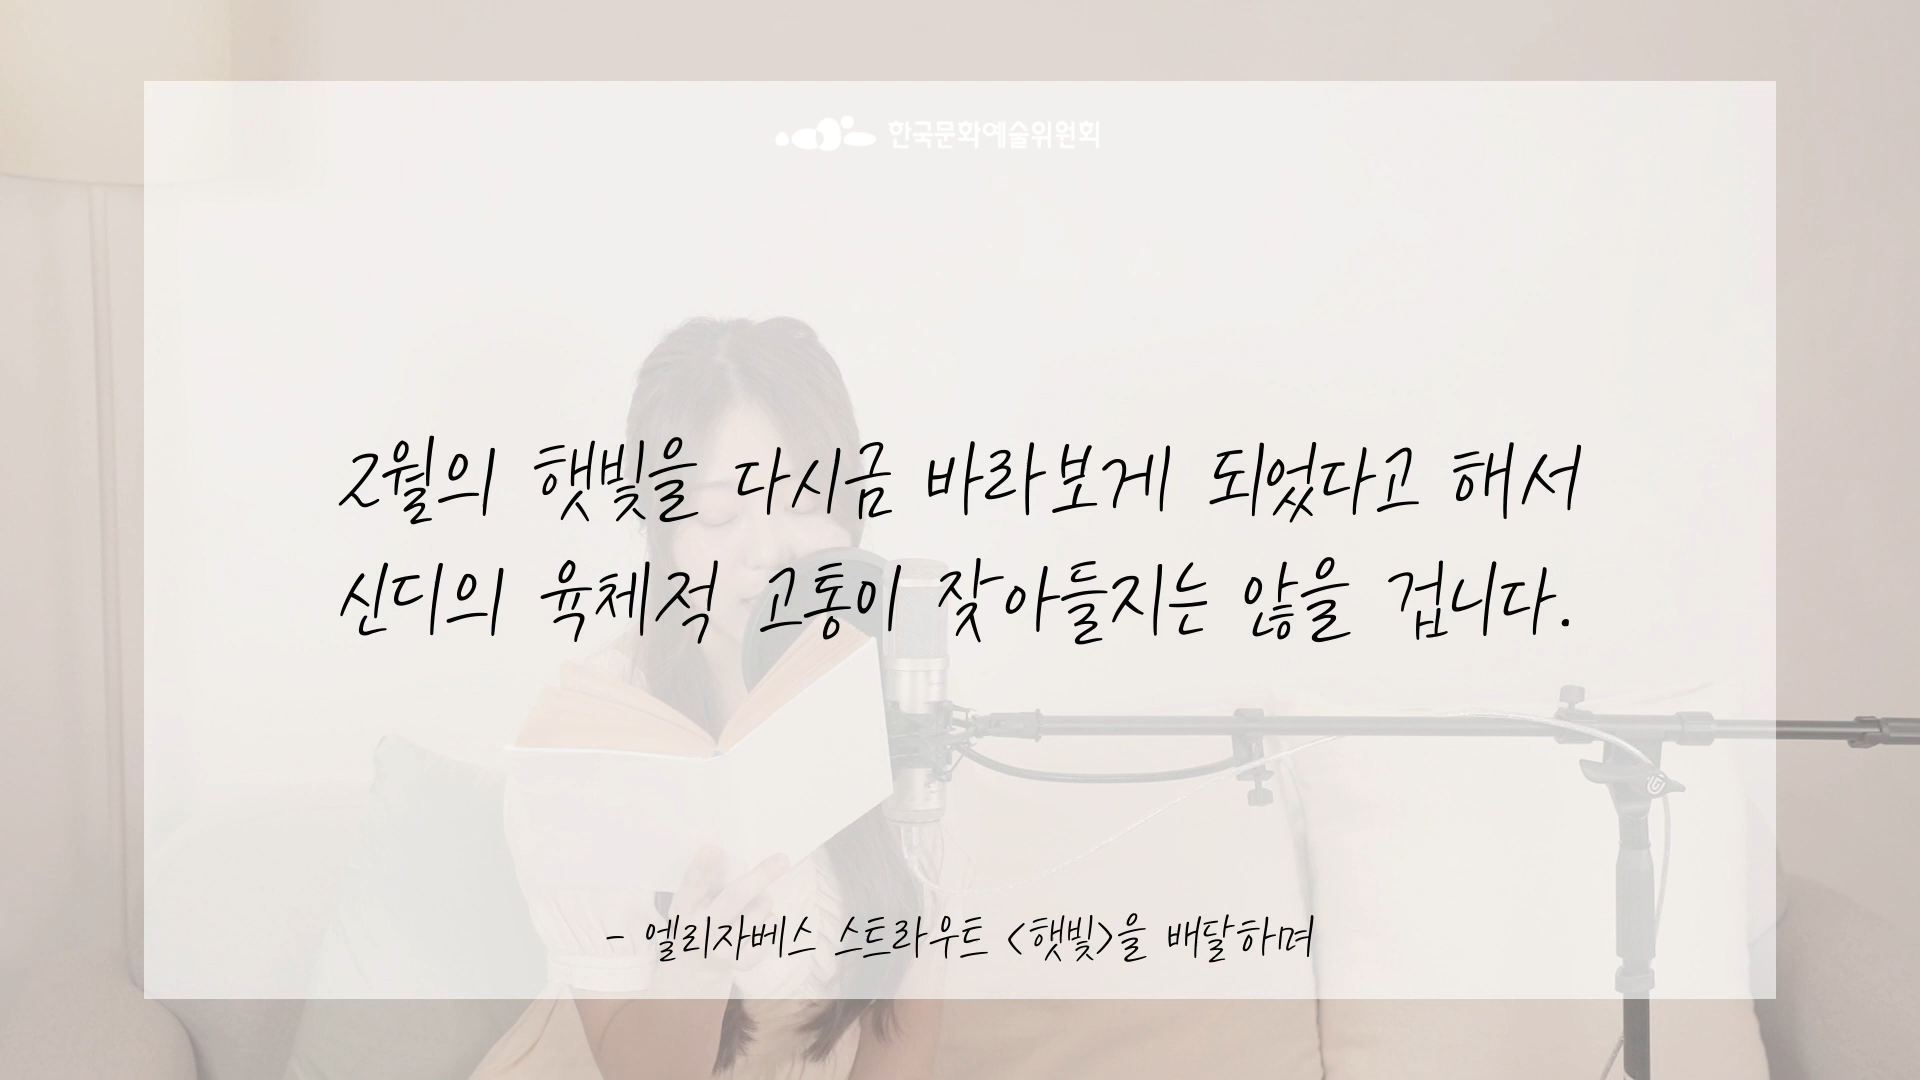 한국문화예술위원회
2월의 햇빛을 다시금 바라보게 되었다고 해서
신디의 육체적 고통이 잦아들지는 않을 겁니다.
- 엘리자베스 스트라우트 <햇빛>을 배달하며